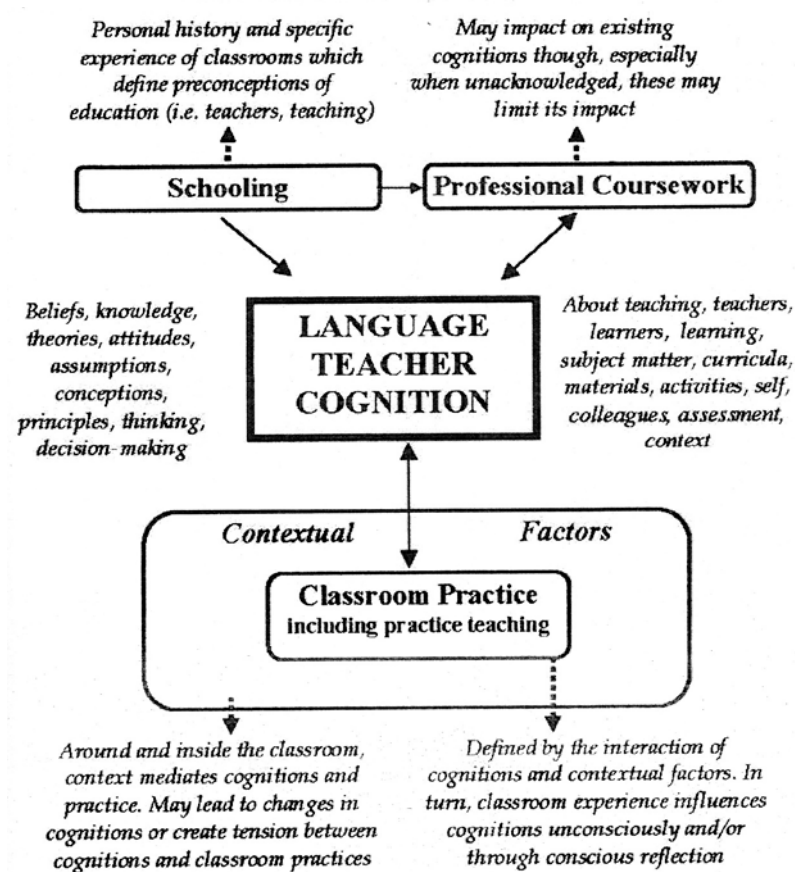 Personal history and specific
experience of classrooms which
define preconceptions of
education (i.e. teachers, teaching)
May impact on existing
cognitions though, especially
when unacknowledged, these may
limit its impact
Schooling
Professional Coursework
Beliefs, knowledge,
theories, attitudes,
assumptions,
conceptions,
principles, thinking,
decision-making
LANGUAGE
TEACHER
COGNITION
About teaching, teachers,
learners, learning,
subject matter, curricula,
materials, activities, self,
colleagues, assessment,
context
Contextual Factors
Classroom Practice
including practice teaching
Around and inside the classroom,
context mediates cognitions and
practice. May lead to changes in
cognitions or create tension between
cognitions and classroom practices
Defined by the interaction of
cognitions and contextual factors. In
turn, classroom experience influences
cognitions unconsciously and/or
through conscious reflection